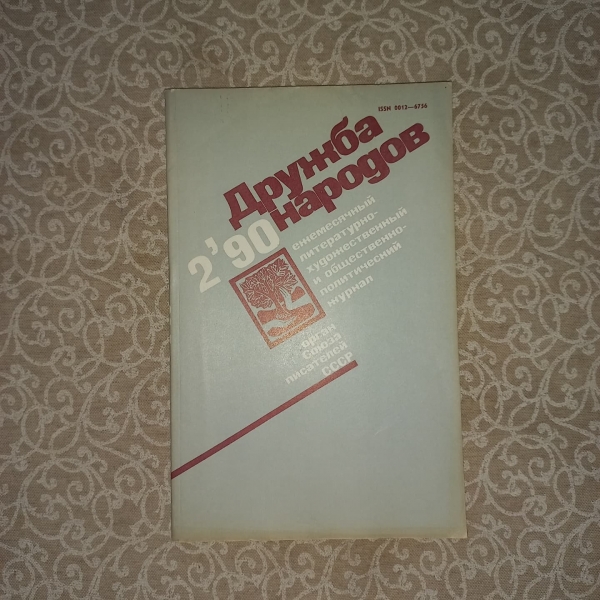 ISSN 0012—6756
Дружба
народов
2'90
ежемесячный
литературно-
художественный
и общественно-
политический
журнал
орган
Союза
писателей
СССР